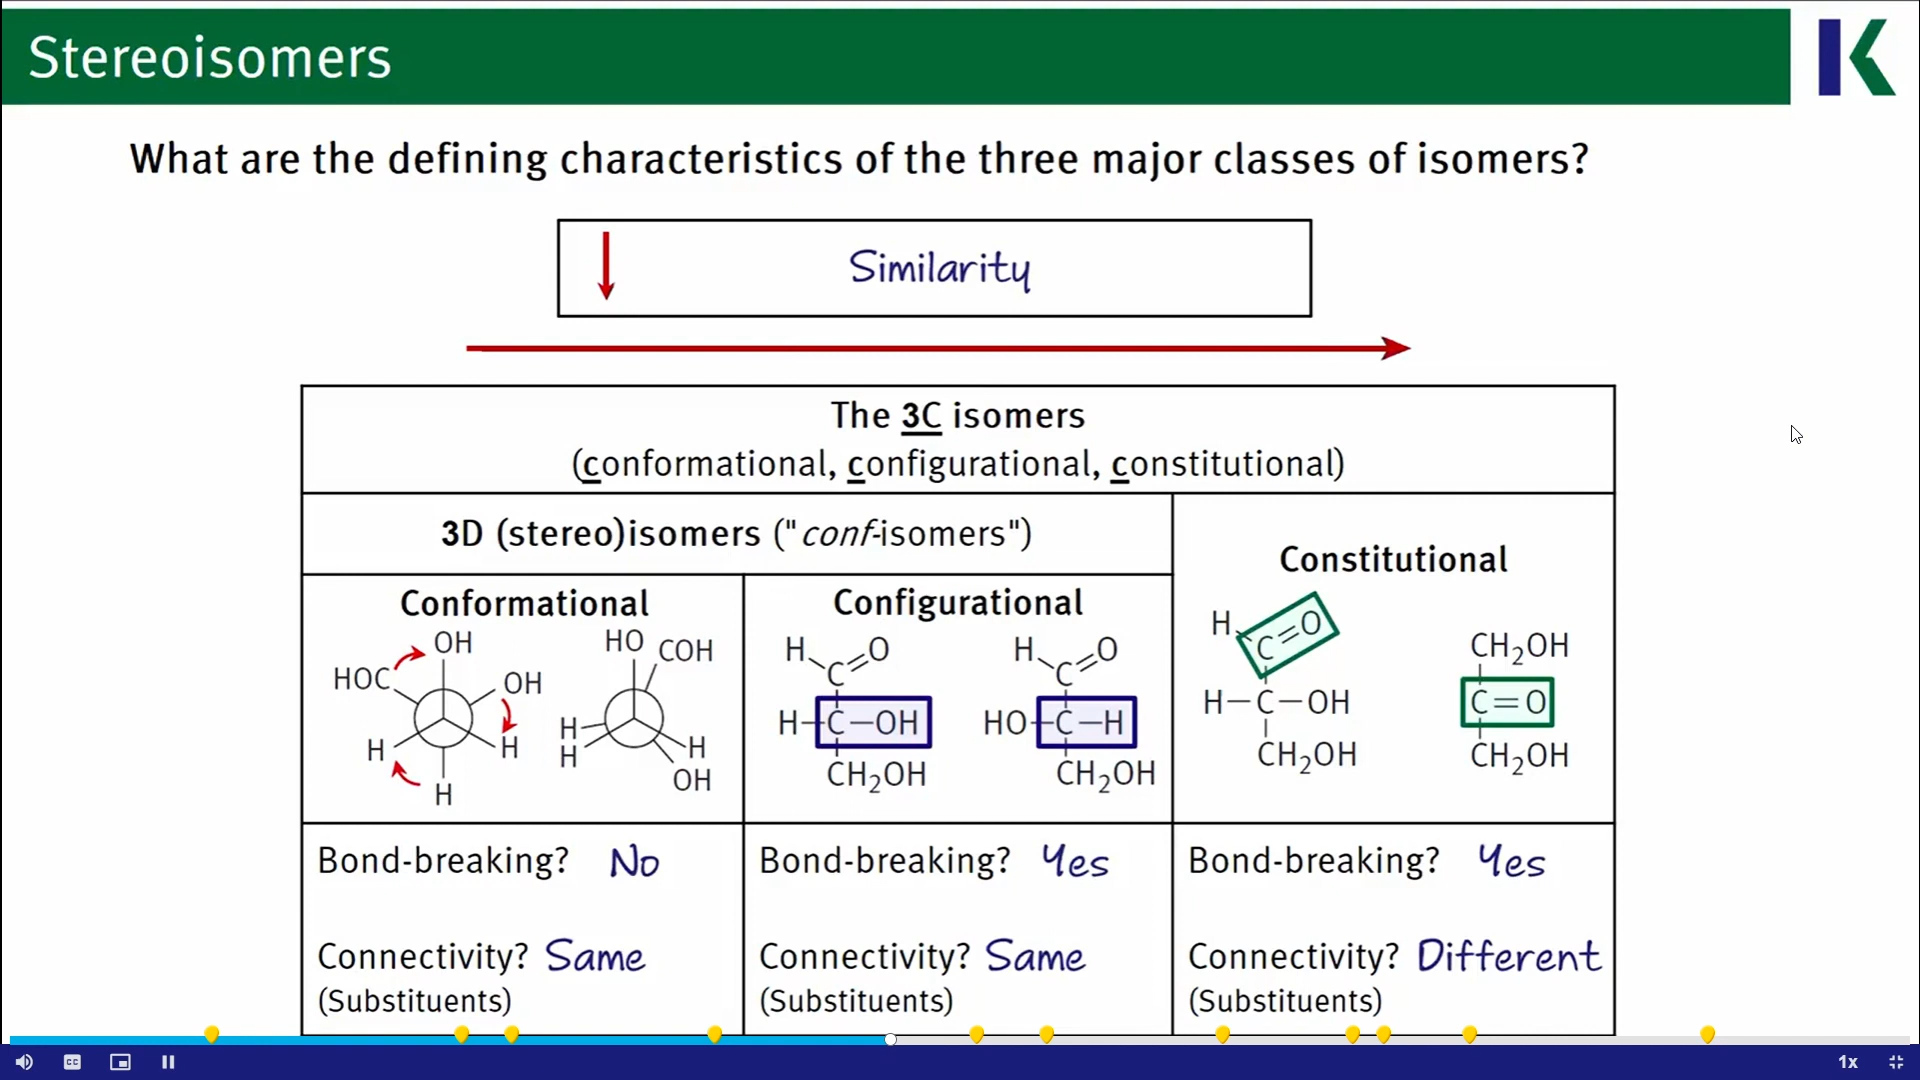 Stereoisomers
K
What are the defining characteristics of the three major classes of isomers?
Similarity
The 3C isomers
(conformational, configurational, constitutional)
3D (stereo)isomers ("conf-isomers")
Constitutional
Conformational
Configurational
OH
HOC
OH
H
H
H
HO
COH
H
H
H
OH
H
C=O
H-C-OH
CH₂OH
H
C=O
HO-C-H
CH₂OH
H
C=O
H-C-OH
CH₂OH
CH₂OH
C=O
CH₂OH
Bond-breaking? No
Connectivity? Same
(Substituents)
Bond-breaking? Yes
Connectivity? Same
(Substituents)
Bond-breaking? Yes
Connectivity? Different
(Substituents)
CC
1x